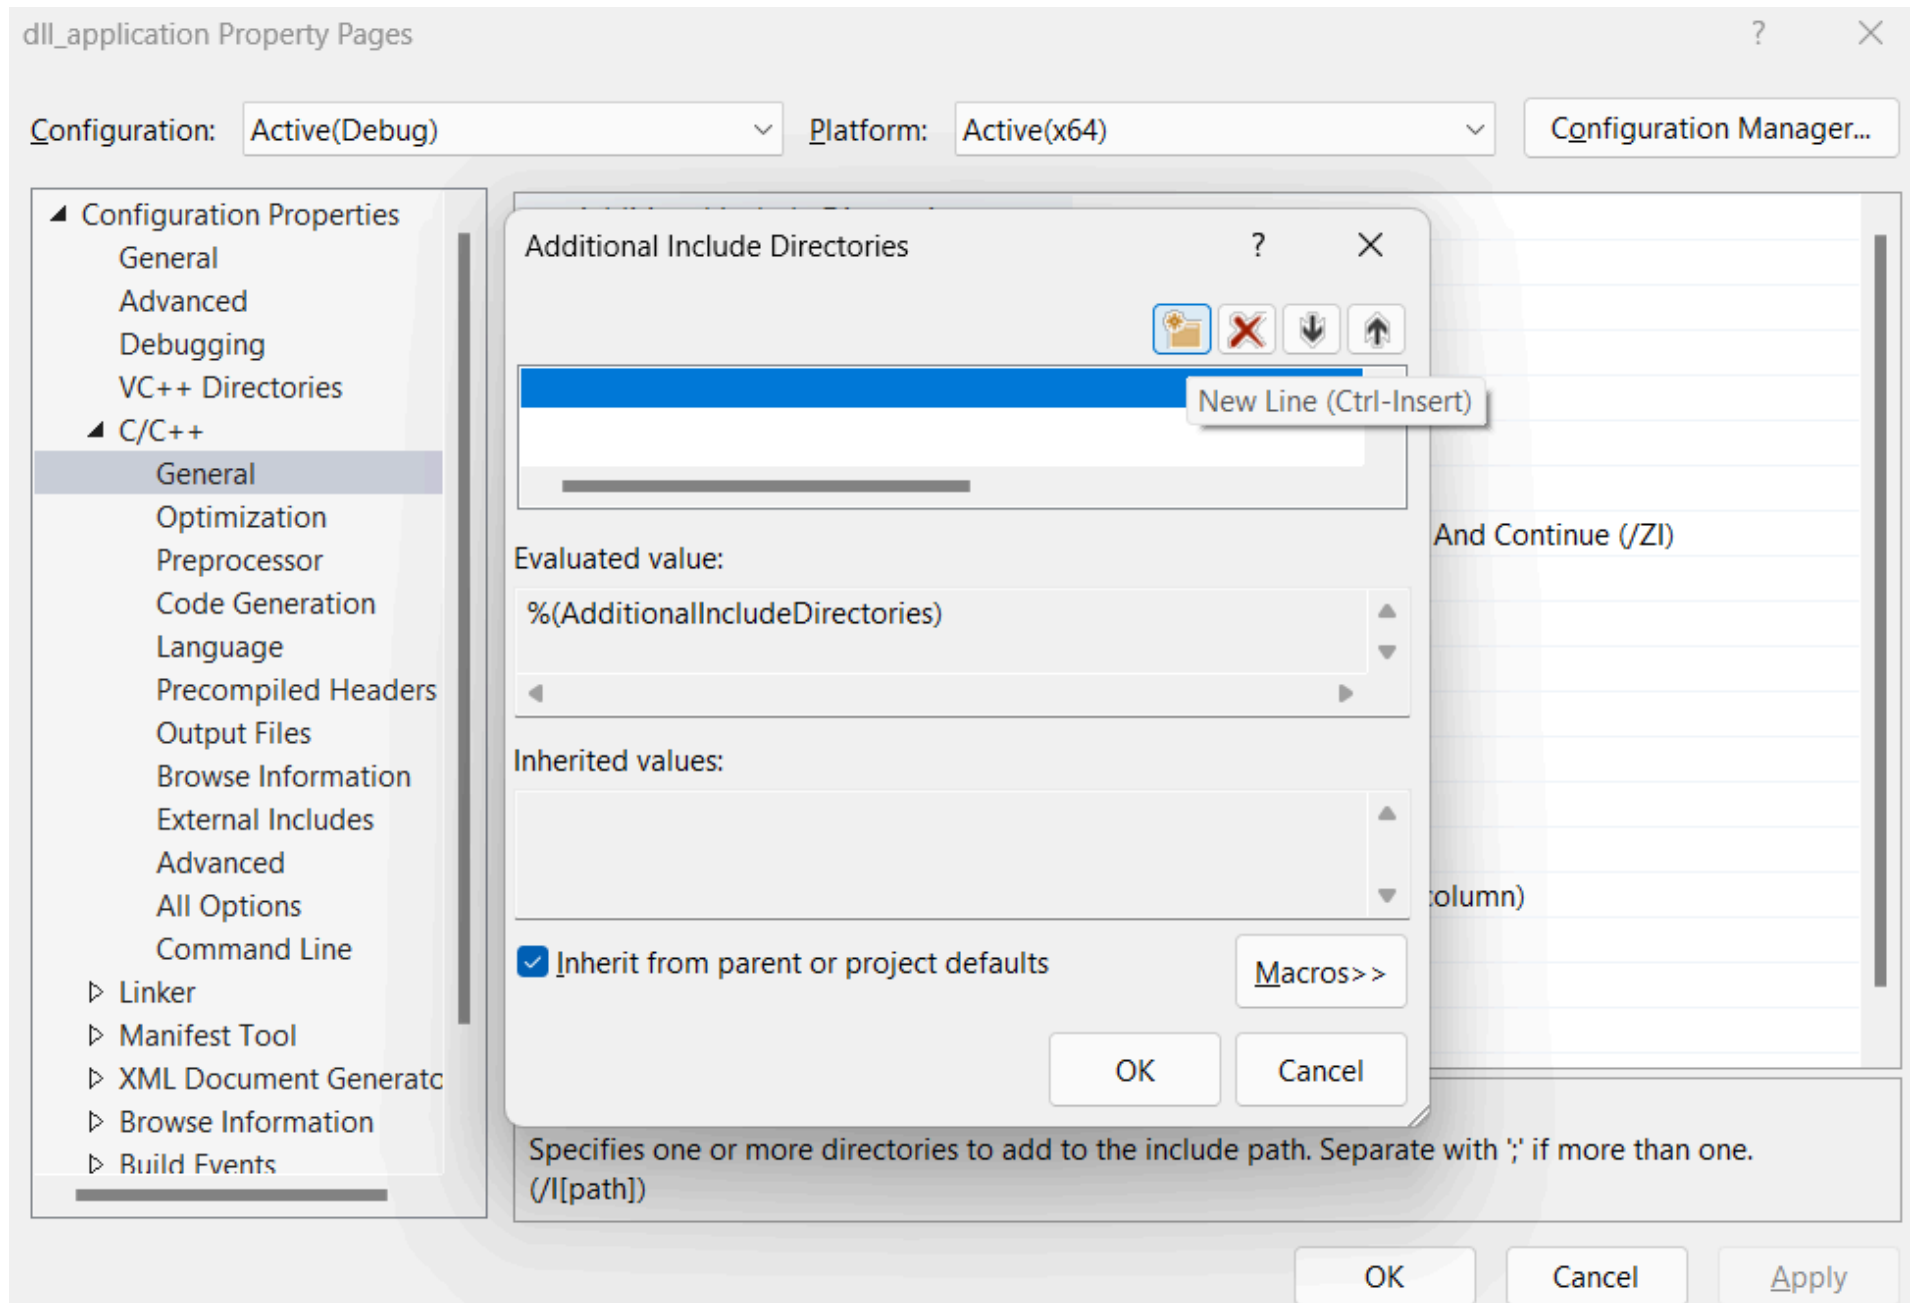 dll_application Property Pages
?
Configuration: Active(Debug) Platform: Active(x64) Configuration Manager...
Configuration Properties
General
Advanced
Debugging
VC++ Directories
C/C++
General
Optimization
Preprocessor
Code Generation
Language
Precompiled Headers
Output Files
Browse Information
External Includes
Advanced
All Options
Command Line
Linker
Manifest Tool
XML Document Generato
Browse Information
Build Events
Additional Include Directories
?
New Line (Ctrl-Insert)
Evaluated value:
%(AdditionalIncludeDirectories)
Inherited values:
Inherit from parent or project defaults
Macros>>
OK Cancel
And Continue (/ZI)
column)
Specifies one or more directories to add to the include path. Separate with ';' if more than one.
(/I[path])
OK Cancel Apply